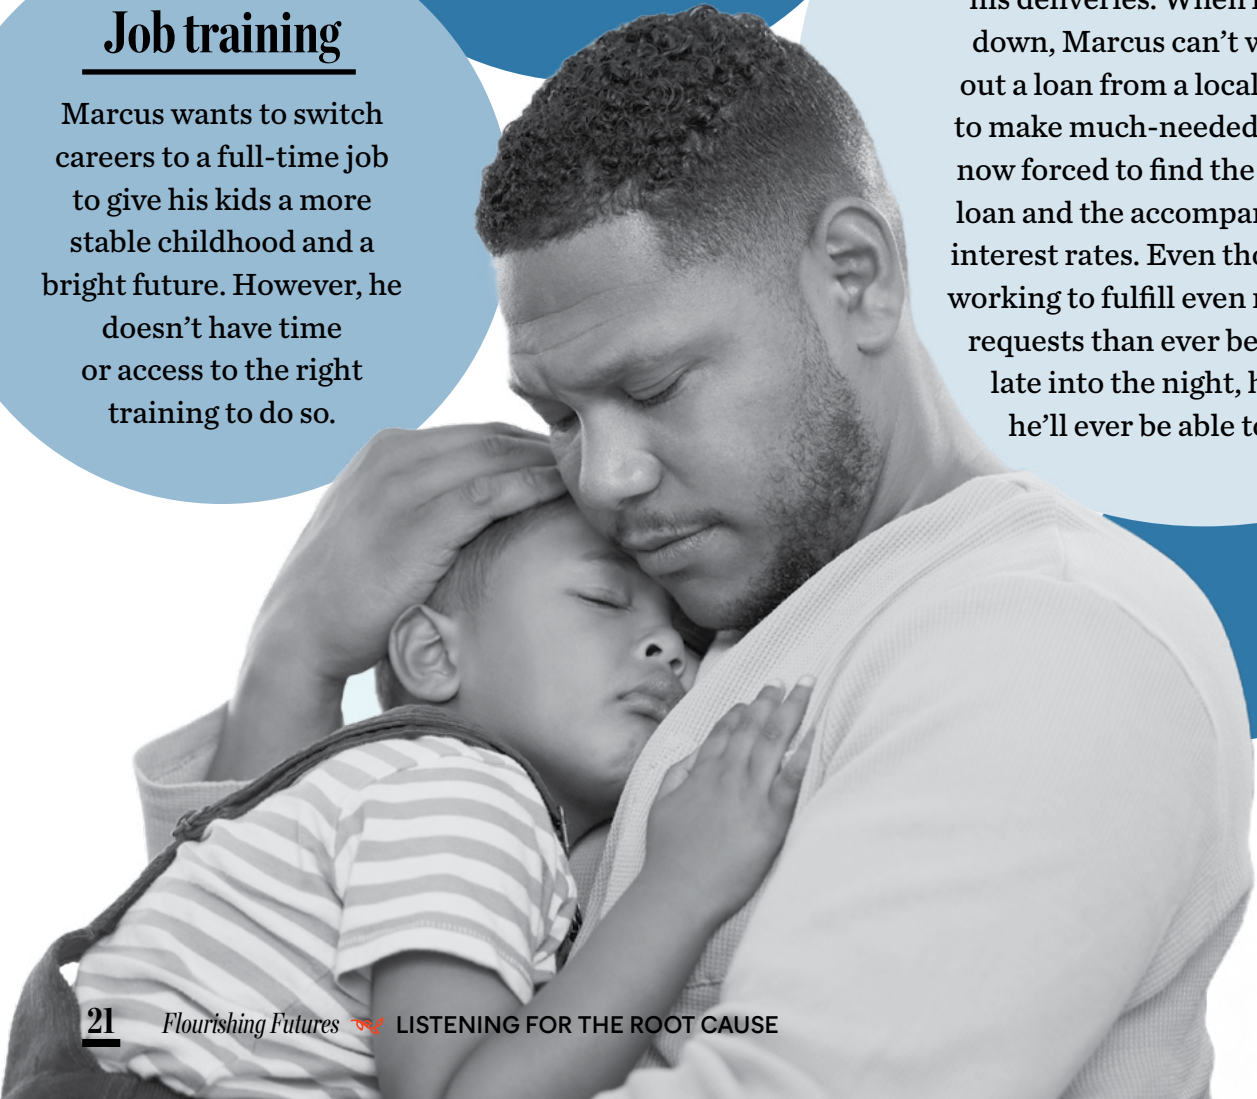 Job training
Marcus wants to switch
careers to a full-time job
to give his kids a more
stable childhood and a
bright future. However, he
doesn’t have time
or access to the right
training to do so.
his deliveries. When
down, Marcus can’t
out a loan from a local
to make much-needed
now forced to find the
loan and the
interest rates. Even
working to fulfill even
requests than ever
late into the night,
he’ll ever be able
21 Flourishing Futures LISTENING FOR THE ROOT CAUSE